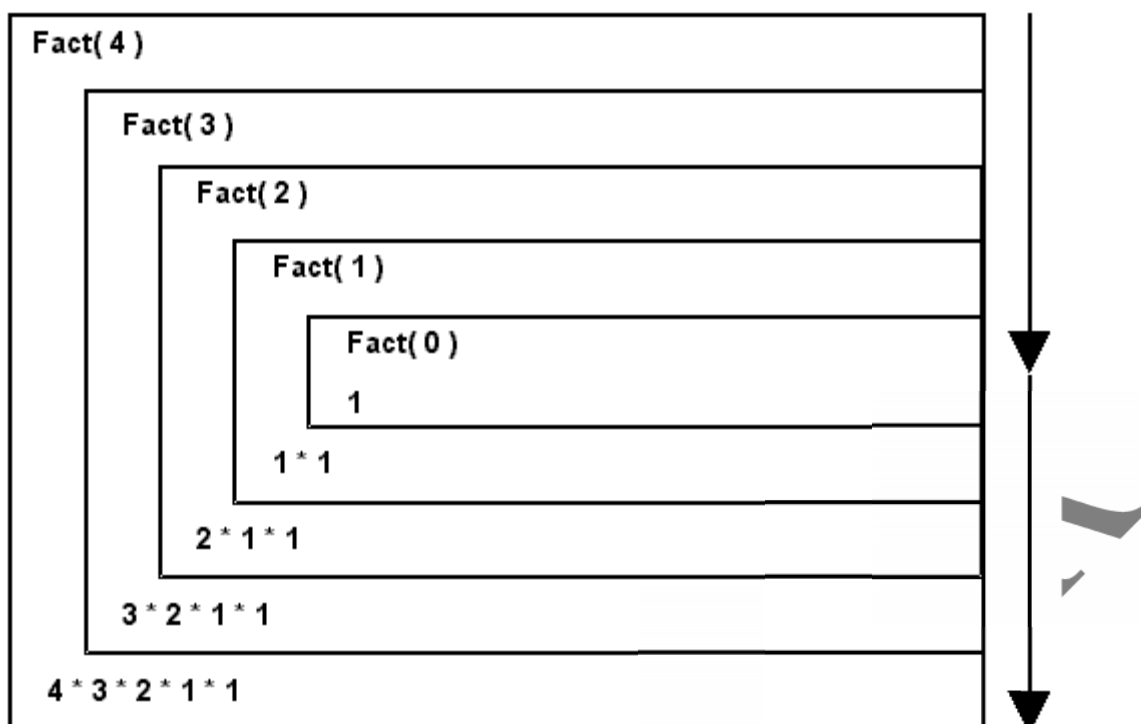 Fact( 4 )
Fact( 3 )
Fact( 2 )
Fact( 1 )
Fact( 0 )
1
1 * 1
2 * 1 * 1
3 * 2 * 1 * 1
4 * 3 * 2 * 1 * 1